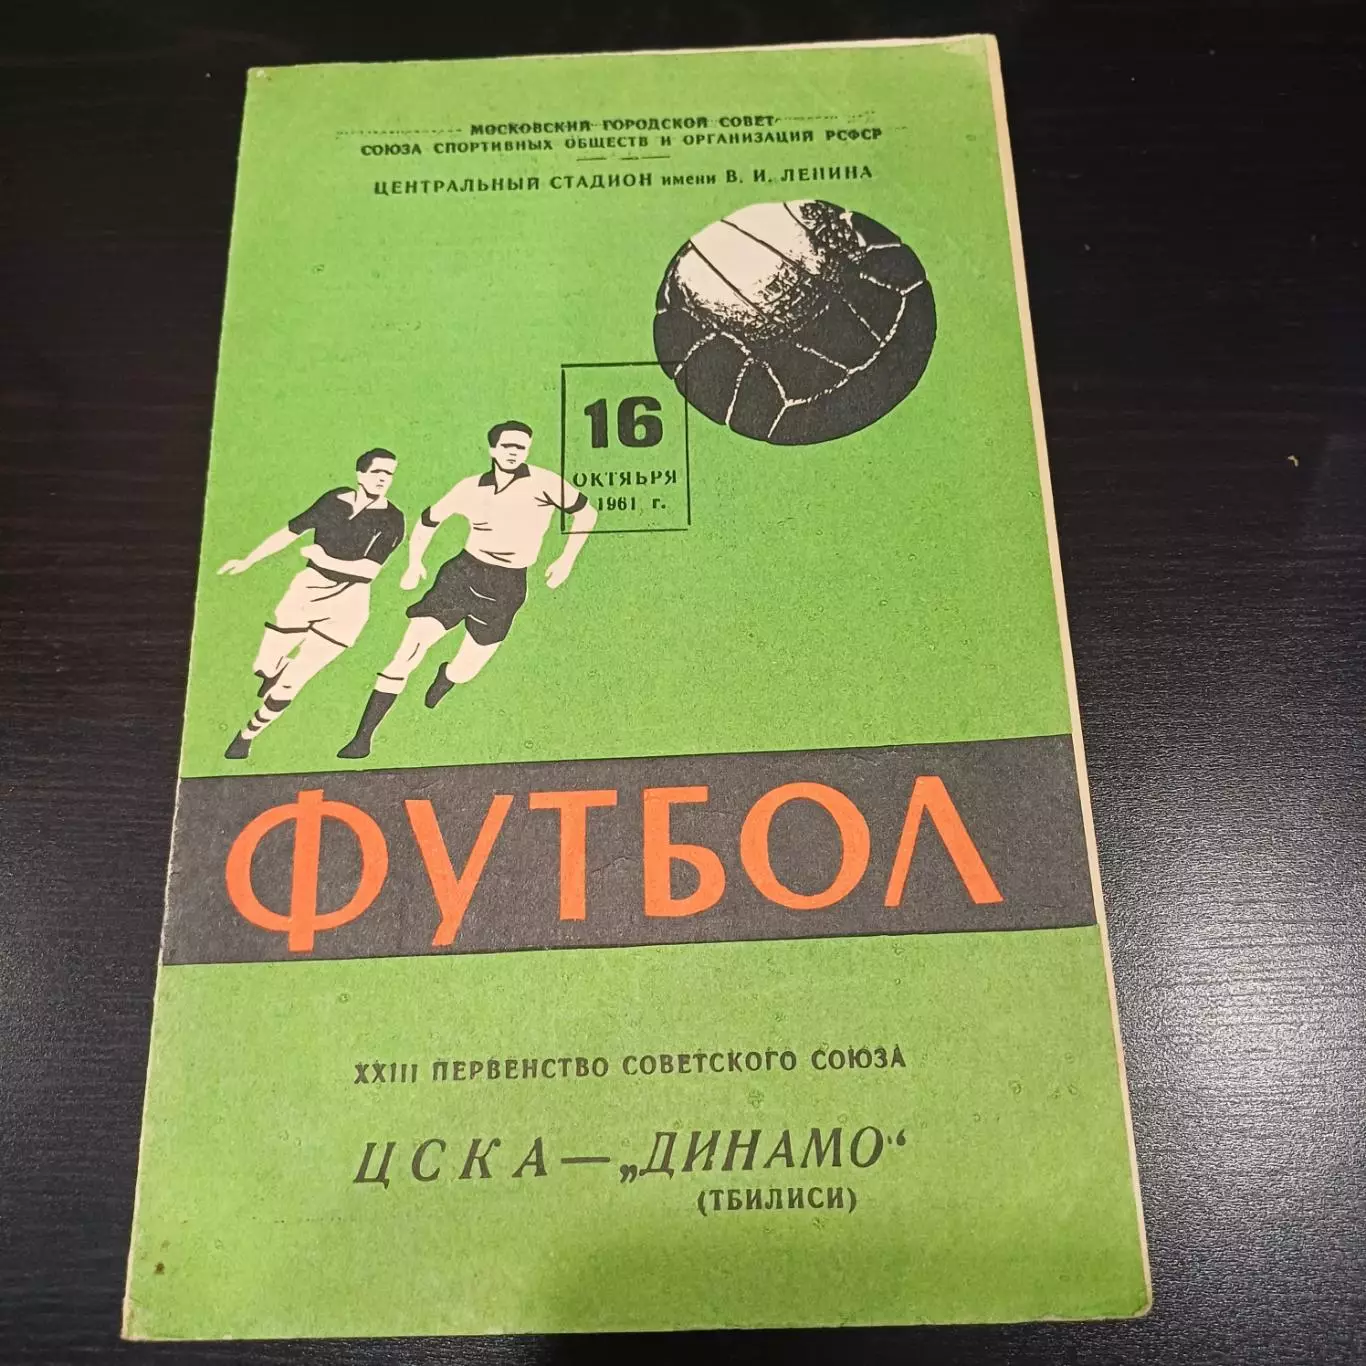 МОСКОВСКИЙ ГОРОДСКОЙ СОВЕТ
СОЮЗА СПОРТИВНЫХ ОБЩЕСТВ И ОРГАНИЗАЦИЙ РСФСР
ЦЕНТРАЛЬНЫЙ СТАДИОН имени В. И. ЛЕНИНА
16
ОКТЯБРЯ
1961 г.
ФУТБОЛ
XXIII ПЕРВЕНСТВО СОВЕТСКОГО СОЮЗА
ЦСКА — „ДИНАМО“
(ТБИЛИСИ)